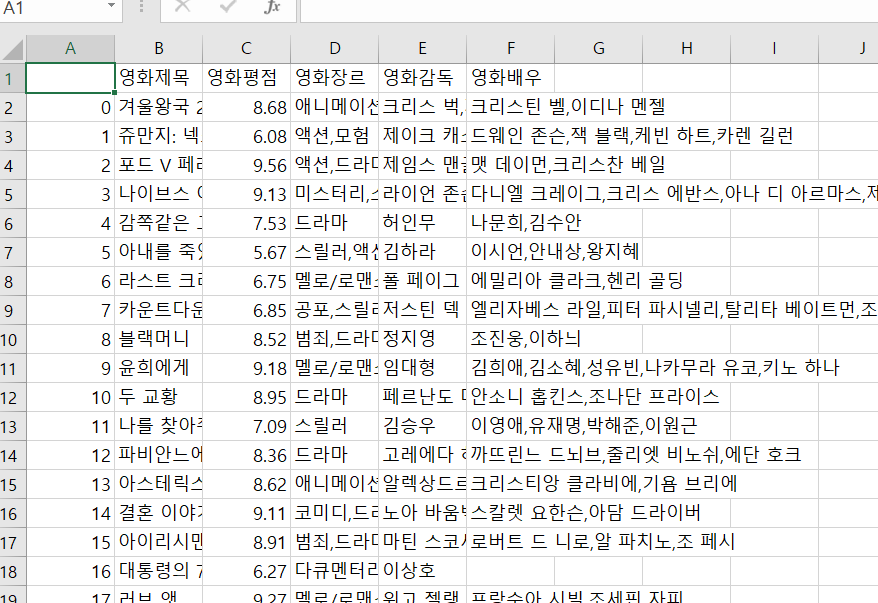 A1 fx
A B C D E F G H I J
1 영화제목 영화평점 영화장르 영화감독 영화배우
2 0 겨울왕국 2 8.68 애니메이션 크리스 벅, 크리스틴 벨,이디나 멘젤
3 1 쥬만지: 넥 6.08 액션,모험 제이크 캐스 드웨인 존슨,잭 블랙,케빈 하트,카렌 길런
4 2 포드 V 페라 9.56 액션,드라마 제임스 맨골 맷 데이먼,크리스찬 베일
5 3 나이브스 9.13 미스터리, 라이언 존슨 다니엘 크레이그,크리스 에반스,아나 디 아르마스,제
6 4 감쪽같은 7.53 드라마 허인무 나문희,김수안
7 5 아내를 죽였 5.67 스릴러,액션 김하라 이시언,안내상,왕지혜
8 6 라스트 크리 6.75 멜로/로맨스 폴 페이그 에밀리아 클라크,헨리 골딩
9 7 카운트다운 6.85 공포,스릴러 저스틴 덱 엘리자베스 라일,피터 파시넬리,탈리타 베이트먼,조
10 8 블랙머니 8.52 범죄,드라마 정지영 조진웅,이하늬
11 9 윤희에게 9.18 멜로/로맨스 임대형 김희애,김소혜,성유빈,나카무라 유코,키노 하나
12 10 두 교황 8.95 드라마 페르난도 안소니 홉킨스,조나단 프라이스
13 11 나를 찾아줘 7.09 스릴러 김승우 이영애,유재명,박해준,이원근
14 12 파비안느에 8.36 드라마 고레에다 까뜨린느 드뇌브,줄리엣 비노쉬,에단 호크
15 13 아스테릭스 8.62 애니메이션 알렉상드르 크리스티앙 클라비에,기욤 브리에
16 14 결혼 이야기 9.11 코미디,드라 노아 바움백 스칼렛 요한슨,아담 드라이버
17 15 아이리시맨 8.91 범죄,드라마 마틴 스코세 로버트 드 니로,알 파치노,조 페시
18 16 대통령의 7 6.27 다큐멘터리 이상호
19 17 러브 앳 9.27 멜로/로맨스 위고 젤랭 프랑수아 시빌,조세핀 자피